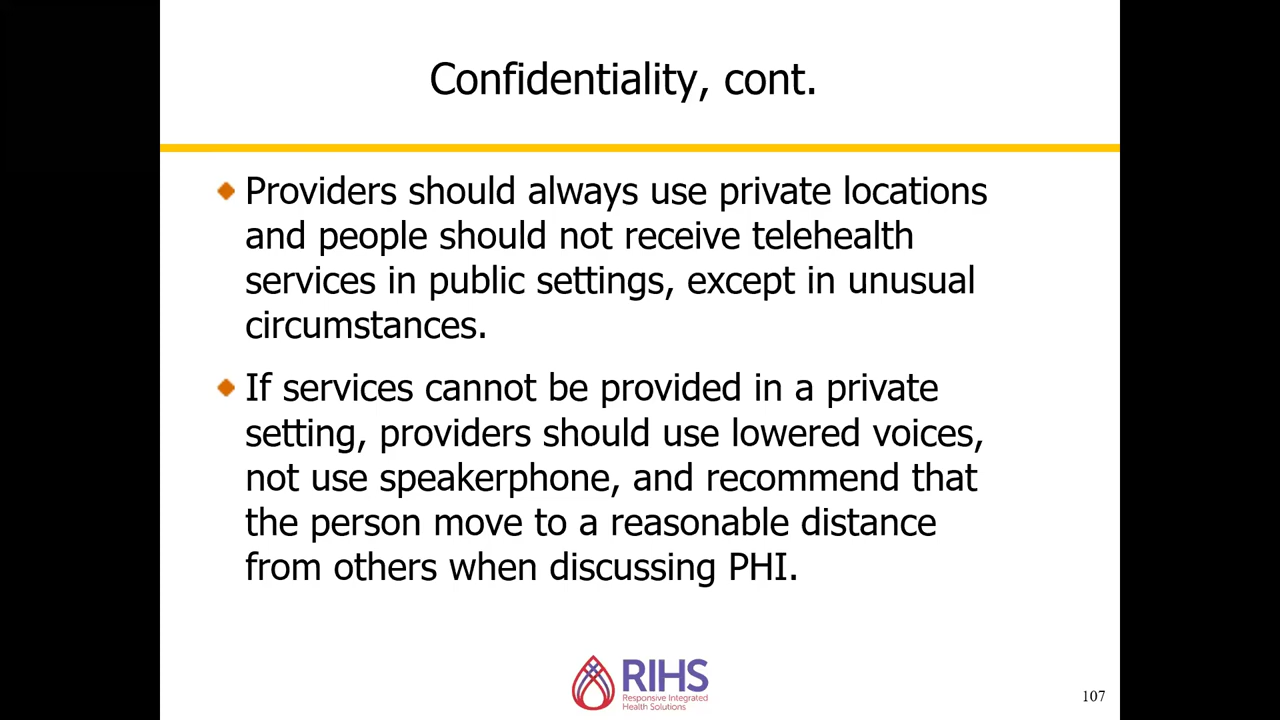 Confidentiality, cont.
Providers should always use private locations
and people should not receive telehealth
services in public settings, except in unusual
circumstances.
If services cannot be provided in a private
setting, providers should use lowered voices,
not use speakerphone, and recommend that
the person move to a reasonable distance
from others when discussing PHI.
RIHS
Responsive Integrated
Health Solutions
107